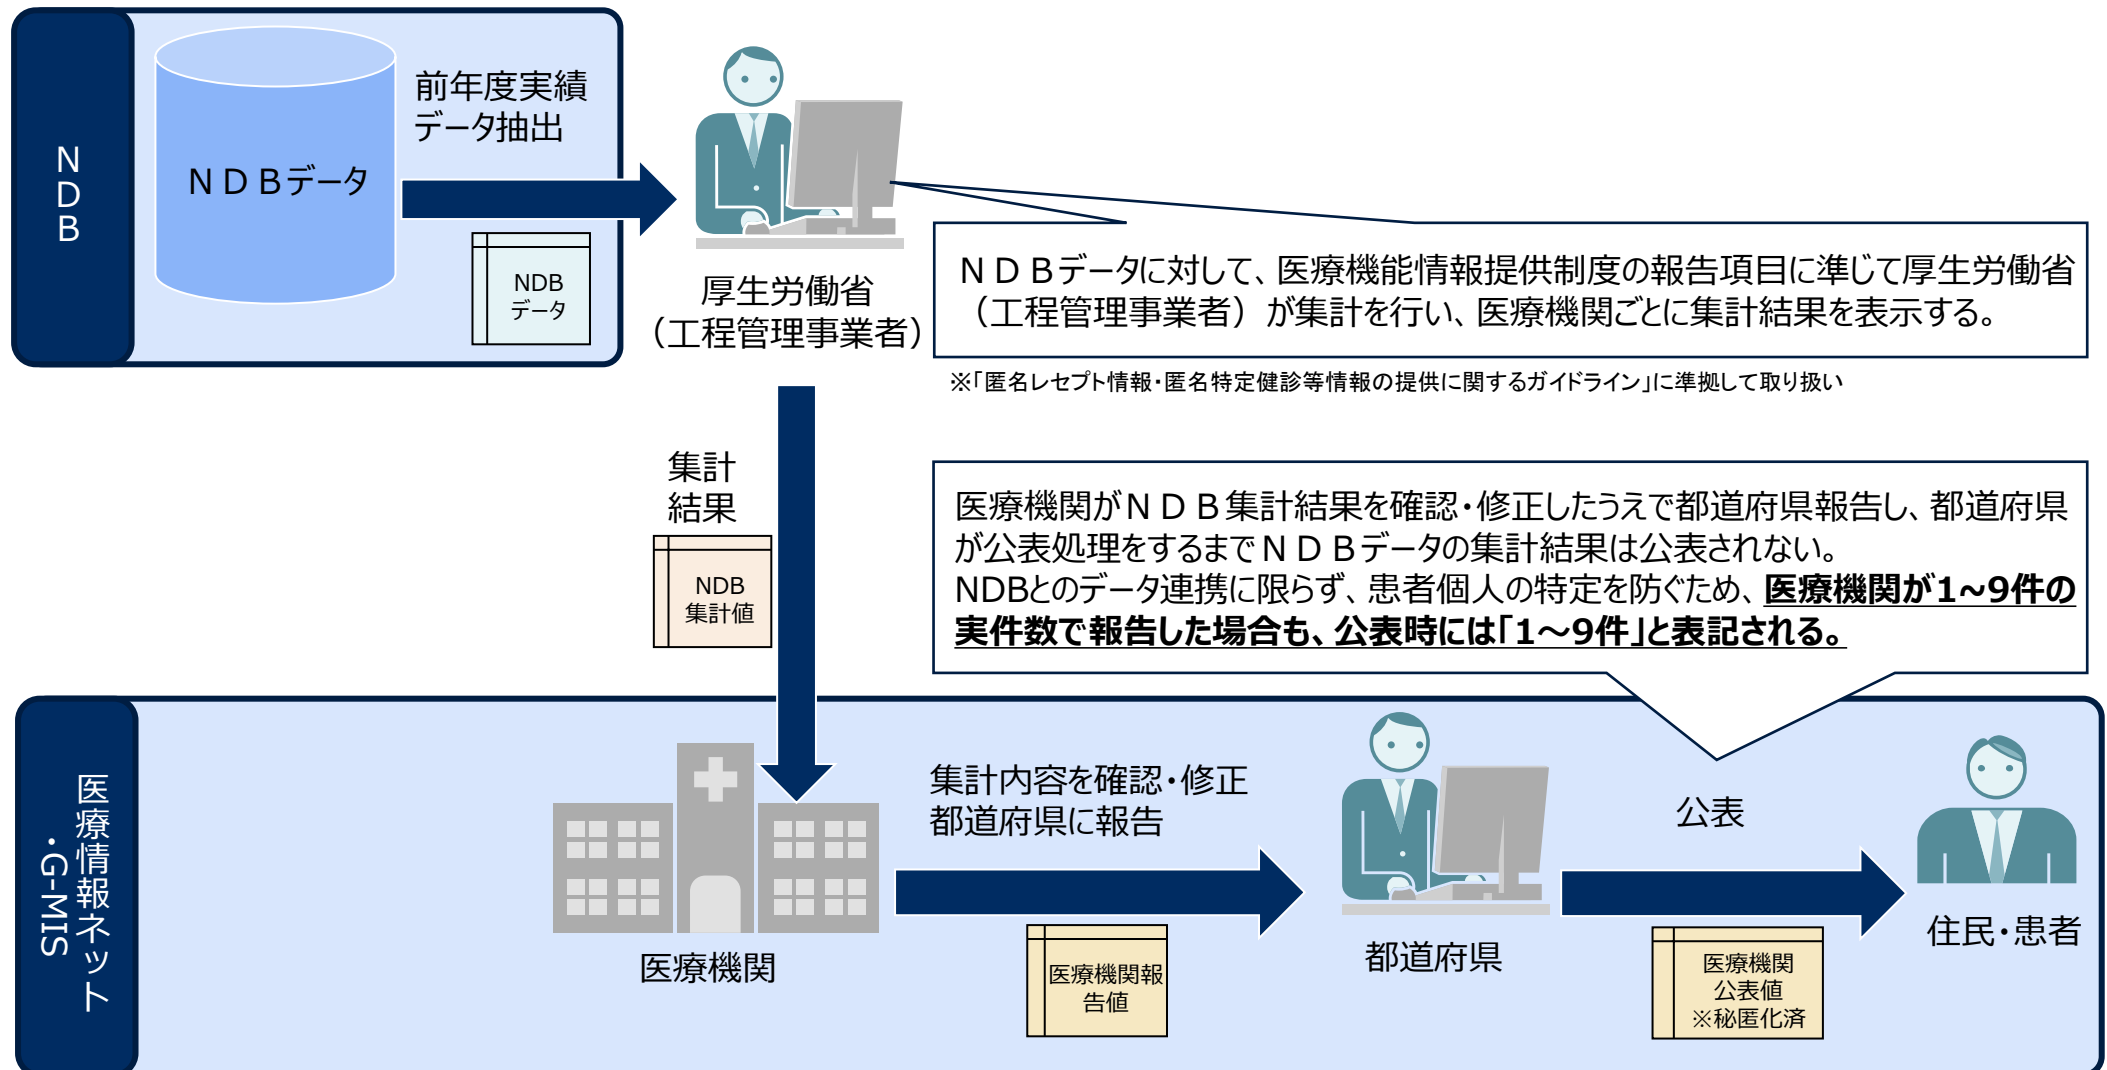 NDB
NDBデータ
前年度実績
データ抽出
NDB
データ
厚生労働省
（工程管理事業者）
NDBデータに対して、医療機能情報提供制度の報告項目に準じて厚生労働省
（工程管理事業者）が集計を行い、医療機関ごとに集計結果を表示する。
※「匿名レセプト情報・匿名特定健診等情報の提供に関するガイドライン」に準拠して取り扱い
集計
結果
NDB
集計値
医療機関がNDB集計結果を確認・修正したうえで都道府県報告し、都道府県
が公表処理をするまでNDBデータの集計結果は公表されない。
NDBとのデータ連携に限らず、患者個人の特定を防ぐため、医療機関が1~9件の
実件数で報告した場合も、公表時には「1～9件」と表記される。
医療情報ネット
・G-MIS
医療機関
集計内容を確認・修正
都道府県に報告
医療機関報
告値
都道府県
公表
医療機関
公表値
※秘匿化済
住民・患者